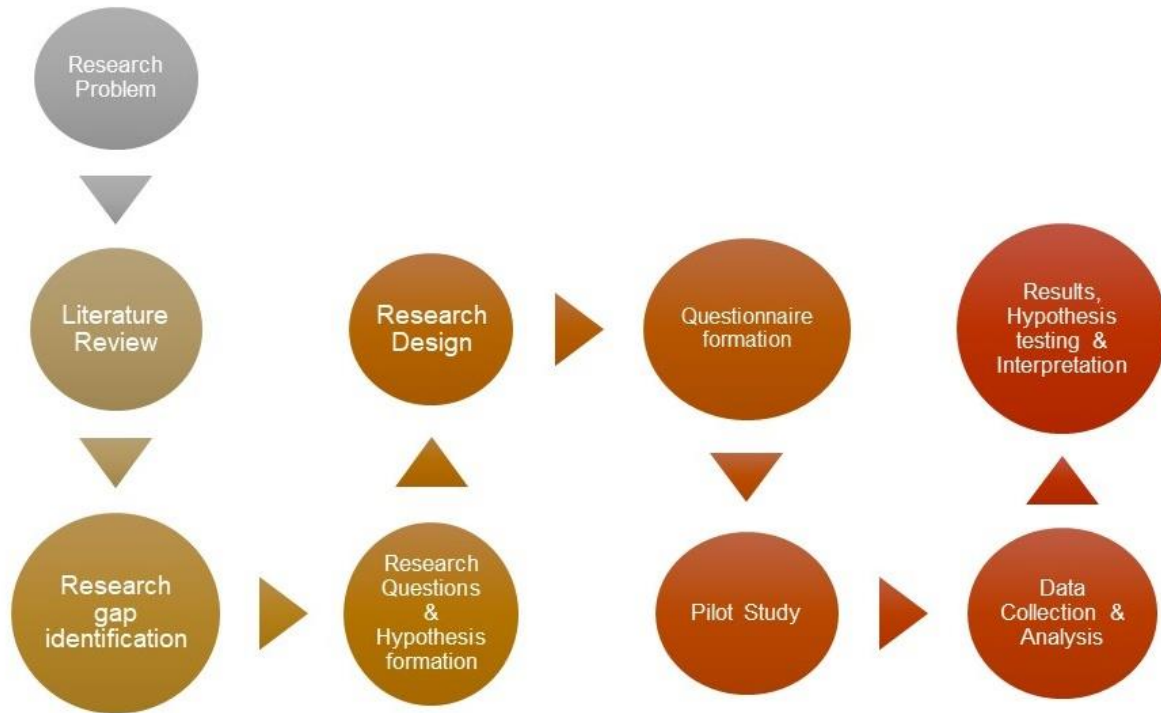 Research
Problem
Literature
Review
Research
gap
identification
Research
Questions
&
Hypothesis
formation
Research
Design
Questionnaire
formation
Pilot Study
Data
Collection &
Analysis
Results,
Hypothesis
testing &
Interpretation